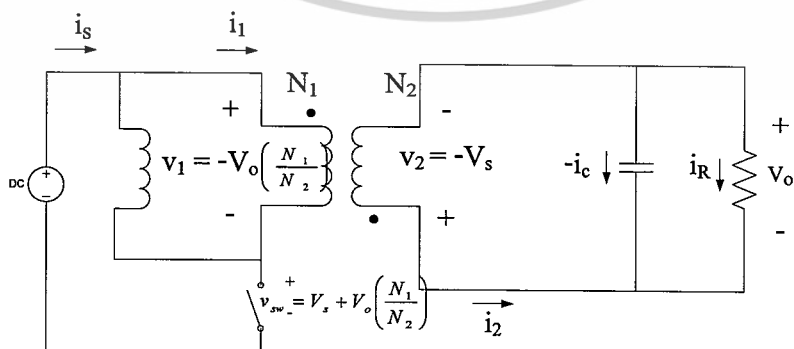 i_s
i_1
N_1
N_2
+
-
+
v_1 = -V_o (N_1/N_2)
v_2 = -V_s
-i_c
i_R
V_o
DC
+
-
-
+
-
+
v_sw = V_s + V_o (N_1/N_2)
-
i_2